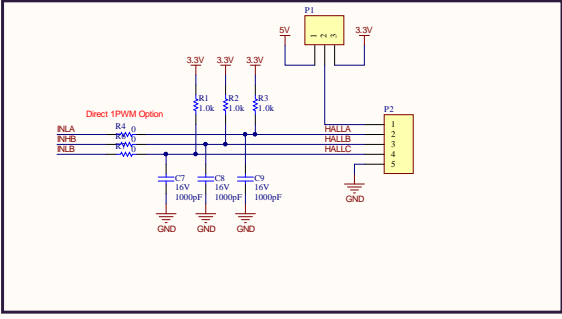 P1
5V
3.3V
1 2 3
3.3V 3.3V 3.3V
R1 R2 R3
1.0k 1.0k 1.0k
P2
Direct 1PWM Option
R4 0
INLA
HALLA
1
2
INHB
0
HALLB
3
INLB
R7 0
HALLC
4
5
C7 C8 C9
16V 16V 16V
1000pF 1000pF 1000pF
GND GND GND
GND